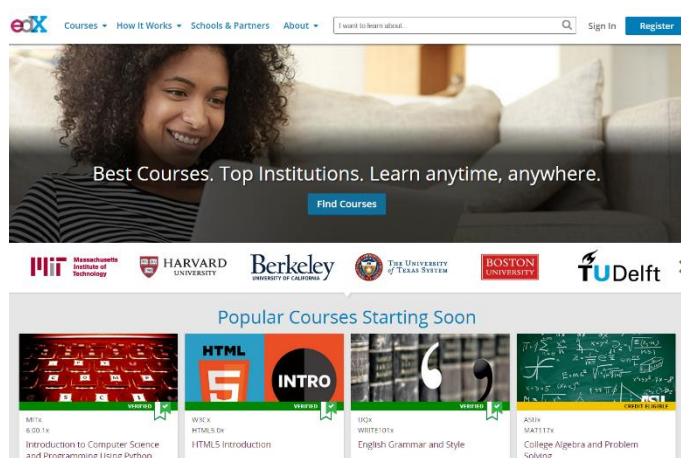 edX Courses How It Works Schools & Partners About I want to learn about... Sign In Register
Best Courses. Top Institutions. Learn anytime, anywhere.
Find Courses
MIT Massachusetts Institute of Technology
HARVARD UNIVERSITY
Berkeley UNIVERSITY OF CALIFORNIA
THE UNIVERSITY of TEXAS SYSTEM
BOSTON UNIVERSITY
TU Delft
Popular Courses Starting Soon
HTML
5
INTRO
VERIFIED
VERIFIED
VERIFIED
CREDIT ELIGIBLE
MITx
6.00.1x
Introduction to Computer Science
and Programming Using Python
W3Cx
HTML5.0x
HTML5 Introduction
UQx
WRITE101x
English Grammar and Style
ASUx
MAT117x
College Algebra and Problem
Solving